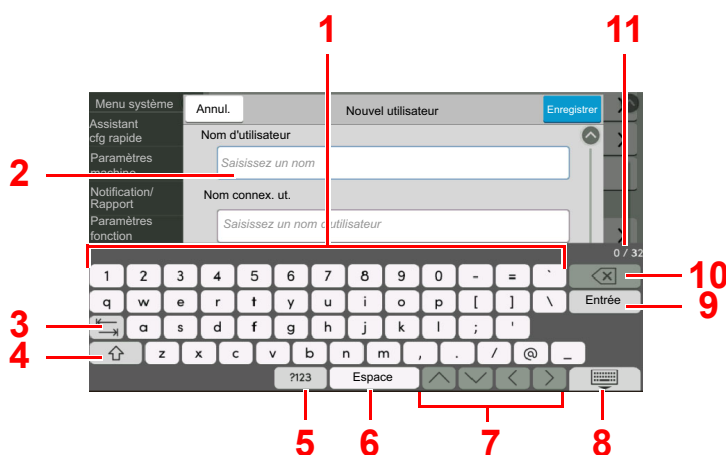 1 11
Menu système Annul. Nouvel utilisateur Enregistrer
Assistant
cfg rapide
Nom d'utilisateur
Paramètres
machine
2 Saisissez un nom
Notification/
Rapport
Nom connex. ut.
Paramètres
fonction
Saisissez un nom d'utilisateur
0 / 32
1 2 3 4 5 6 7 8 9 0 - = ` 10
q w e r t y u i o p [ ] \ Entrée 9
3 a s d f g h j k l ; '
4 z x c v b n m , . / @ _
?123 Espace
5 6 7 8